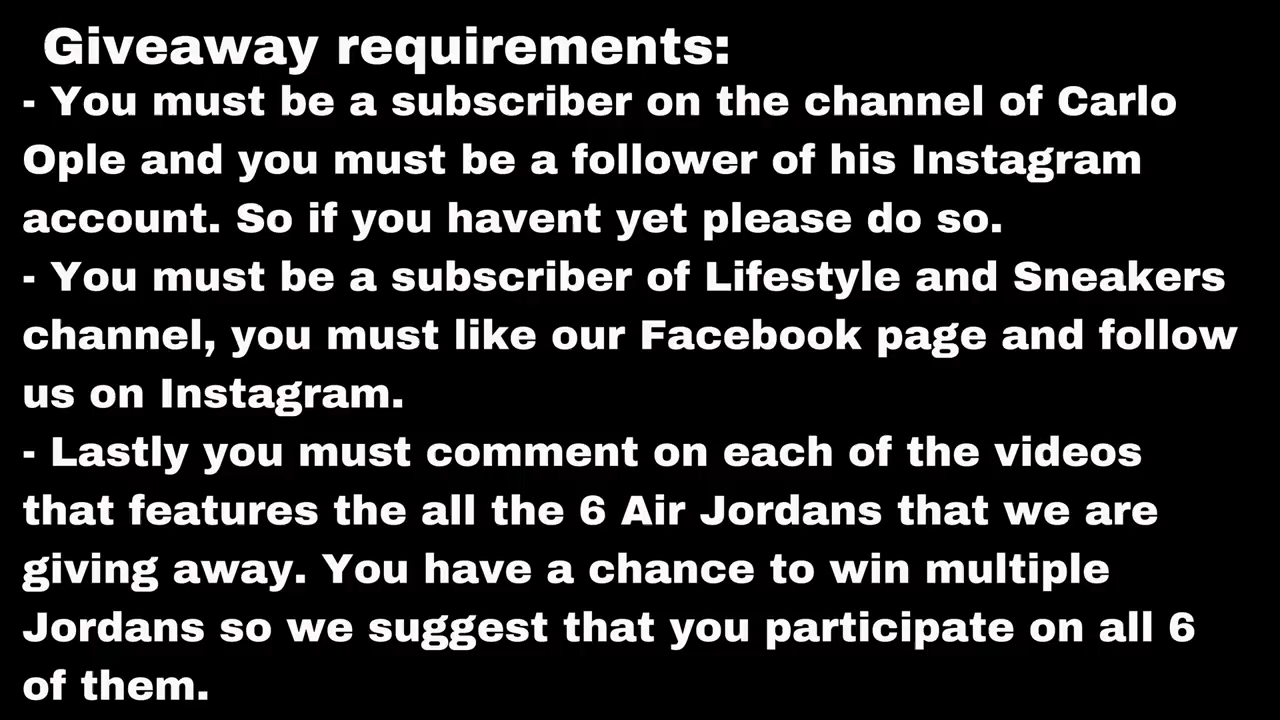 Giveaway requirements:
- You must be a subscriber on the channel of Carlo
Ople and you must be a follower of his Instagram
account. So if you havent yet please do so.
- You must be a subscriber of Lifestyle and Sneakers
channel, you must like our Facebook page and follow
us on Instagram.
- Lastly you must comment on each of the videos
that features the all the 6 Air Jordans that we are
giving away. You have a chance to win multiple
Jordans so we suggest that you participate on all 6
of them.